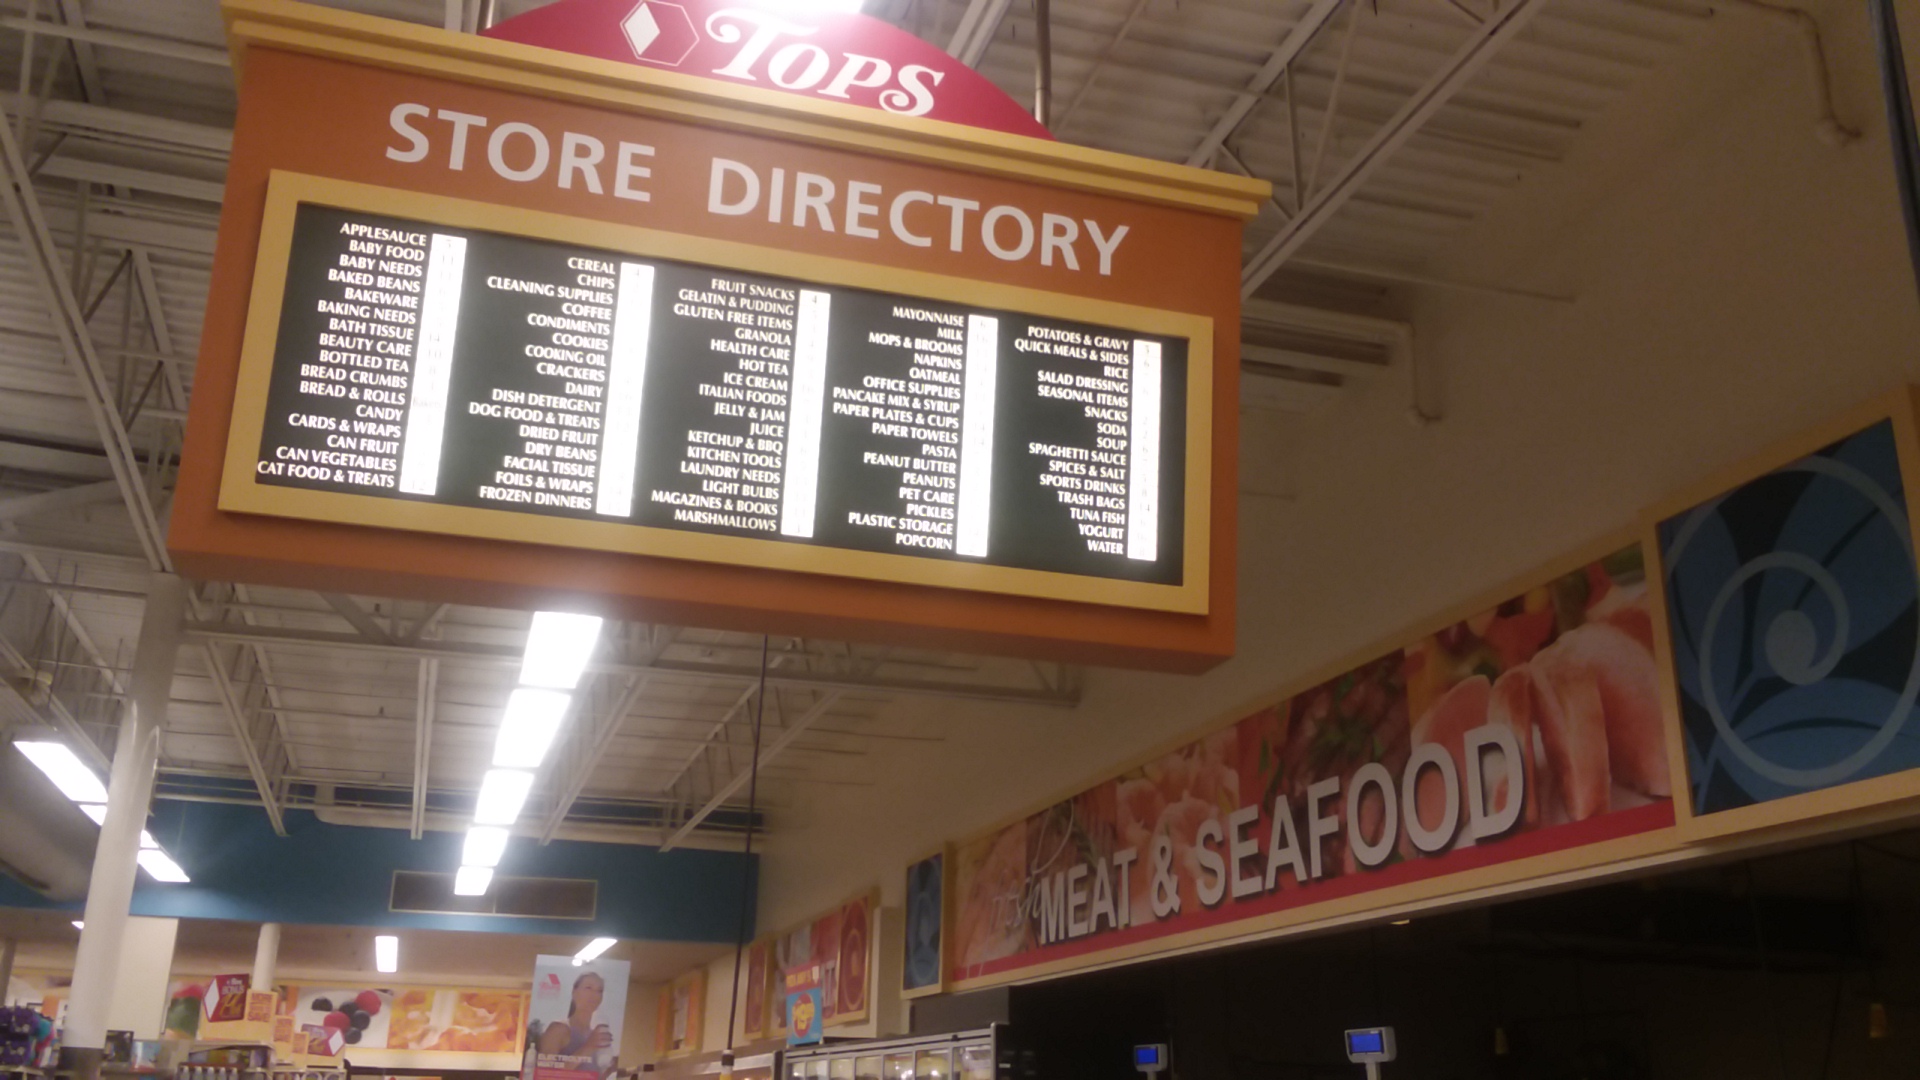 TOPS
STORE DIRECTORY
APPLESAUCE
BABY FOOD
BABY NEEDS
BAKED BEANS
BAKEWARE
BAKING NEEDS
BATH TISSUE
BEAUTY CARE
BOTTLED TEA
BREAD CRUMBS
BREAD & ROLLS
CANDY
CARDS & WRAPS
CAN FRUIT
CAN VEGETABLES
CAT FOOD & TREATS
CEREAL
CHIPS
CLEANING SUPPLIES
COFFEE
CONDIMENTS
COOKIES
COOKING OIL
CRACKERS
DAIRY
DISH DETERGENT
DOG FOOD & TREATS
DRIED FRUIT
DRY BEANS
FACIAL TISSUE
FOILS & WRAPS
FROZEN DINNERS
FRUIT SNACKS 4
GELATIN & PUDDING
GLUTEN FREE ITEMS
GRANOLA
HEALTH CARE
HOT TEA
ICE CREAM
ITALIAN FOODS
JELLY & JAM
JUICE
KETCHUP & BBQ
KITCHEN TOOLS
LAUNDRY NEEDS
LIGHT BULBS
MAGAZINES & BOOKS
MARSHMALLOWS
MAYONNAISE
MILK
MOPS & BROOMS
NAPKINS
OATMEAL
OFFICE SUPPLIES
PANCAKE MIX & SYRUP
PAPER PLATES & CUPS
PAPER TOWELS
PASTA
PEANUT BUTTER
PEANUTS
PET CARE
PICKLES
PLASTIC STORAGE
POPCORN
POTATOES & GRAVY
QUICK MEALS & SIDES
RICE
SALAD DRESSING
SEASONAL ITEMS
SNACKS
SODA
SOUP
SPAGHETTI SAUCE
SPICES & SALT
SPORTS DRINKS
TRASH BAGS
TUNA FISH
YOGURT
WATER
MEAT & SEAFOOD
ELECTROLYTE
WATER